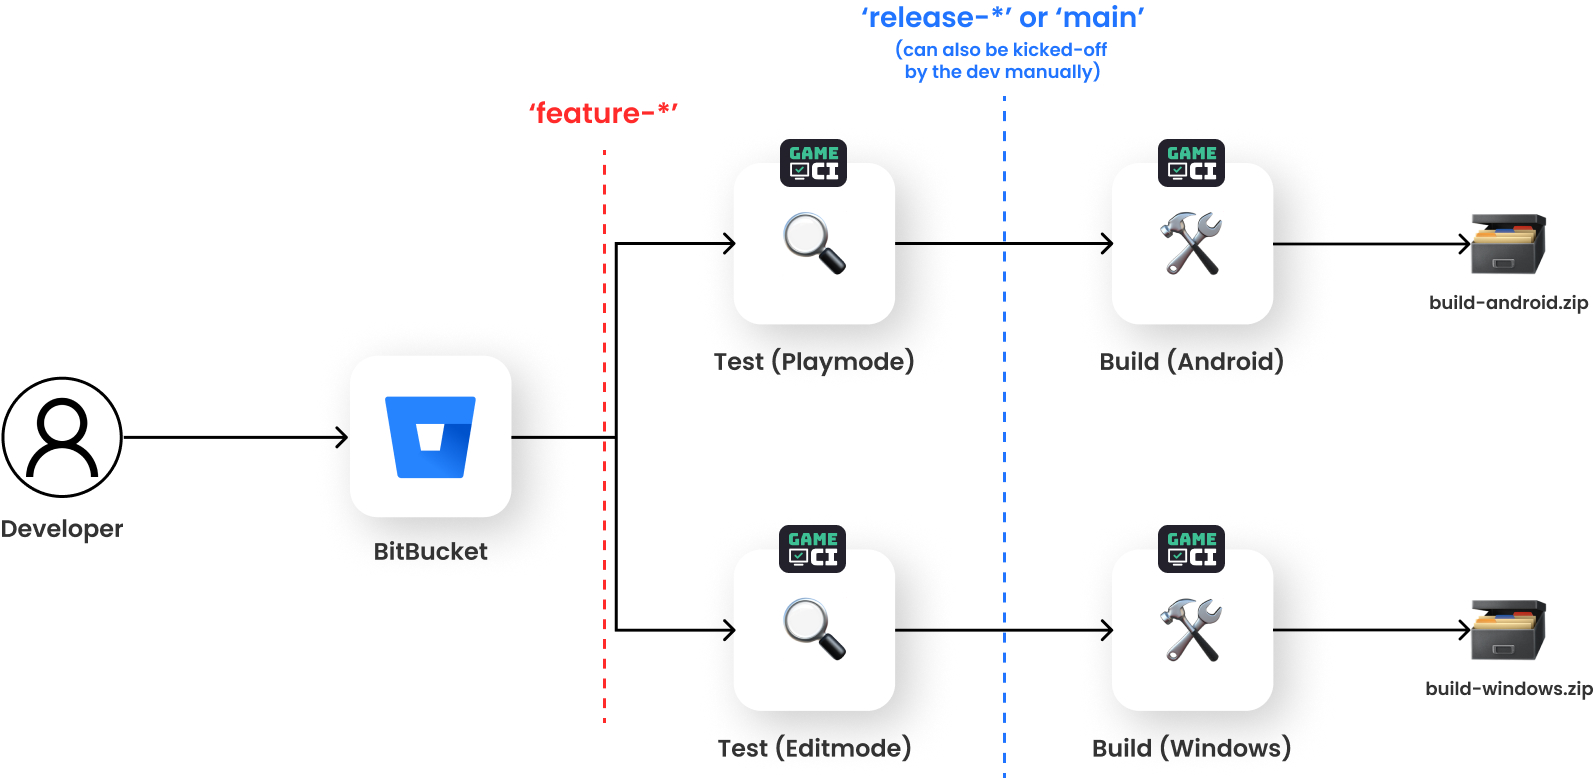 ‘release-*’ or ‘main’
(can also be kicked-off
by the dev manually)
‘feature-*’
GAME
CI
GAME
CI
Test (Playmode)
Build (Android)
build-android.zip
Developer
BitBucket
GAME
CI
GAME
CI
Test (Editmode)
Build (Windows)
build-windows.zip